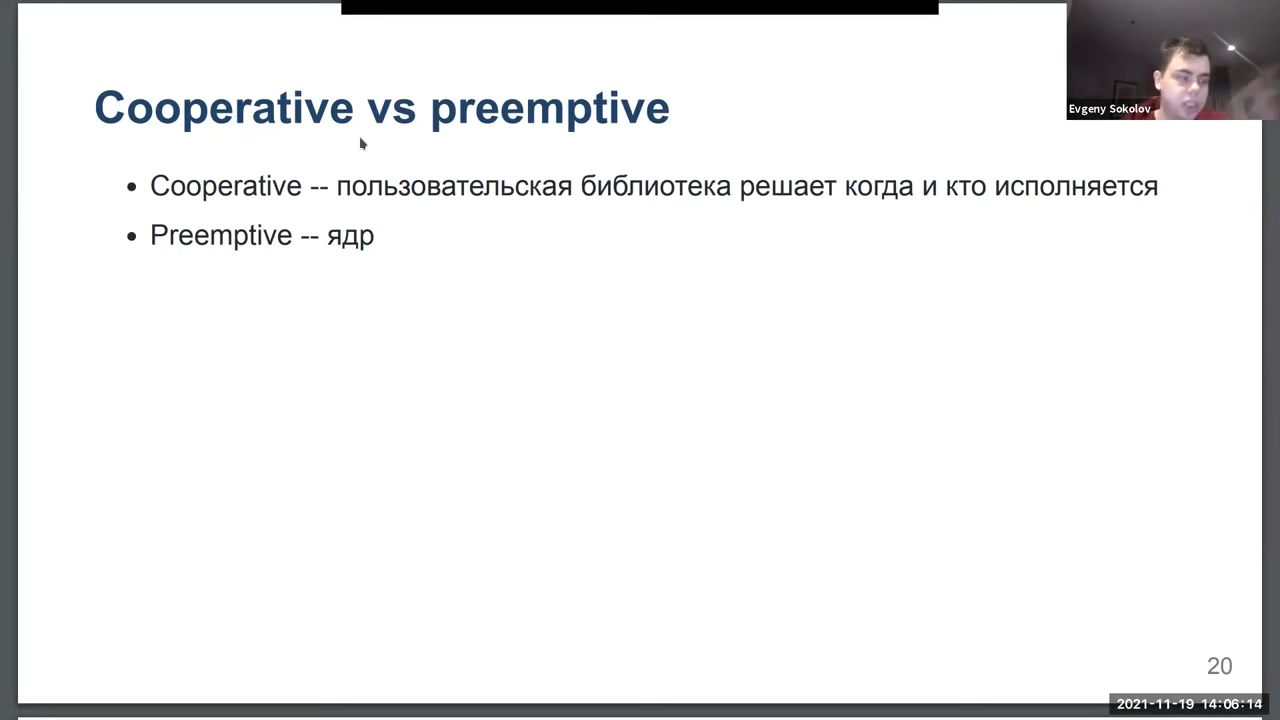 Cooperative vs preemptive
Evgeny Sokolov
• Cooperative -- пользовательская библиотека решает когда и кто исполняется
• Preemptive -- ядр
20
2021-11-19 14:06:14